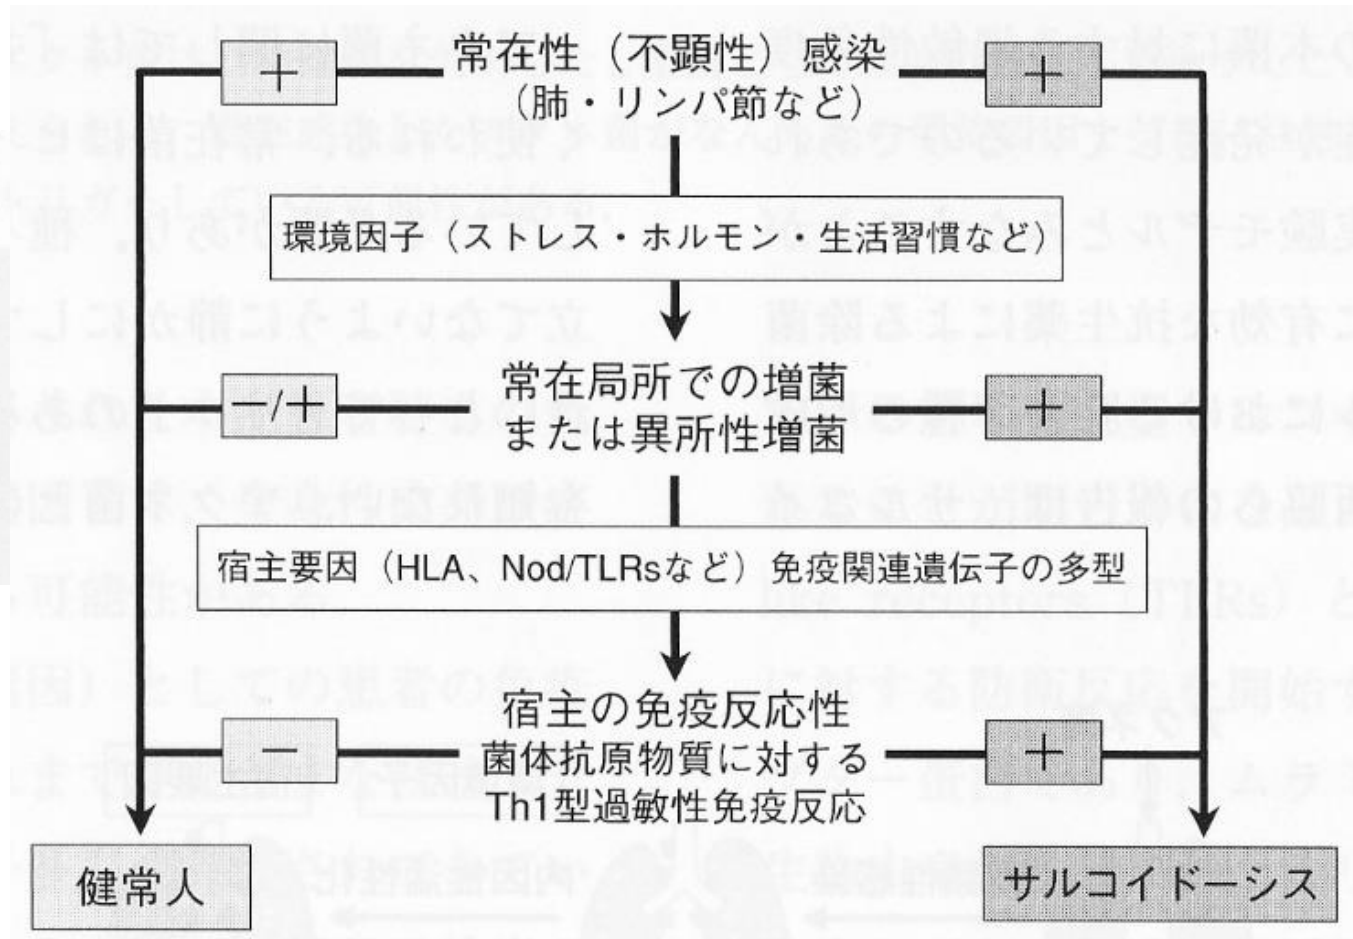 常在性（不顕性）感染
（肺・リンパ節など）
＋
＋
環境因子（ストレス・ホルモン・生活習慣など）
常在局所での増菌
または異所性増菌
-/+
＋
宿主要因（HLA、Nod/TLRsなど）免疫関連遺伝子の多型
宿主の免疫反応性
菌体抗原物質に対する
Th1型過敏性免疫反応
－
＋
健常人
サルコイドーシス